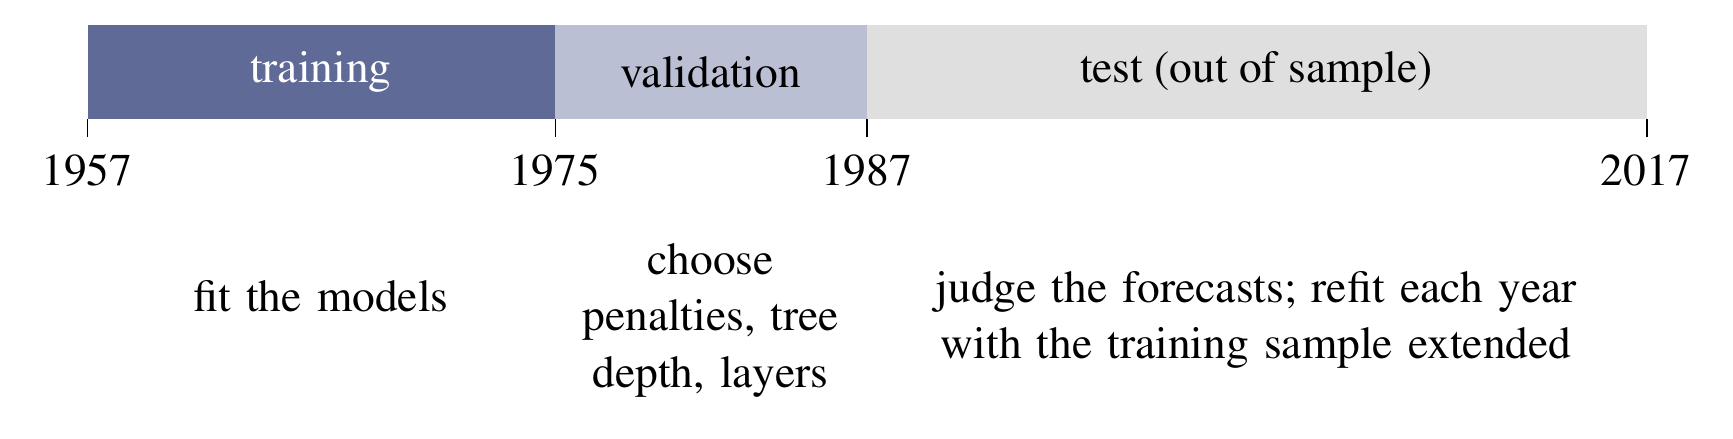 training
validation
test (out of sample)
1957
1975
1987
2017
fit the models
choose
penalties, tree
depth, layers
judge the forecasts; refit each year
with the training sample extended